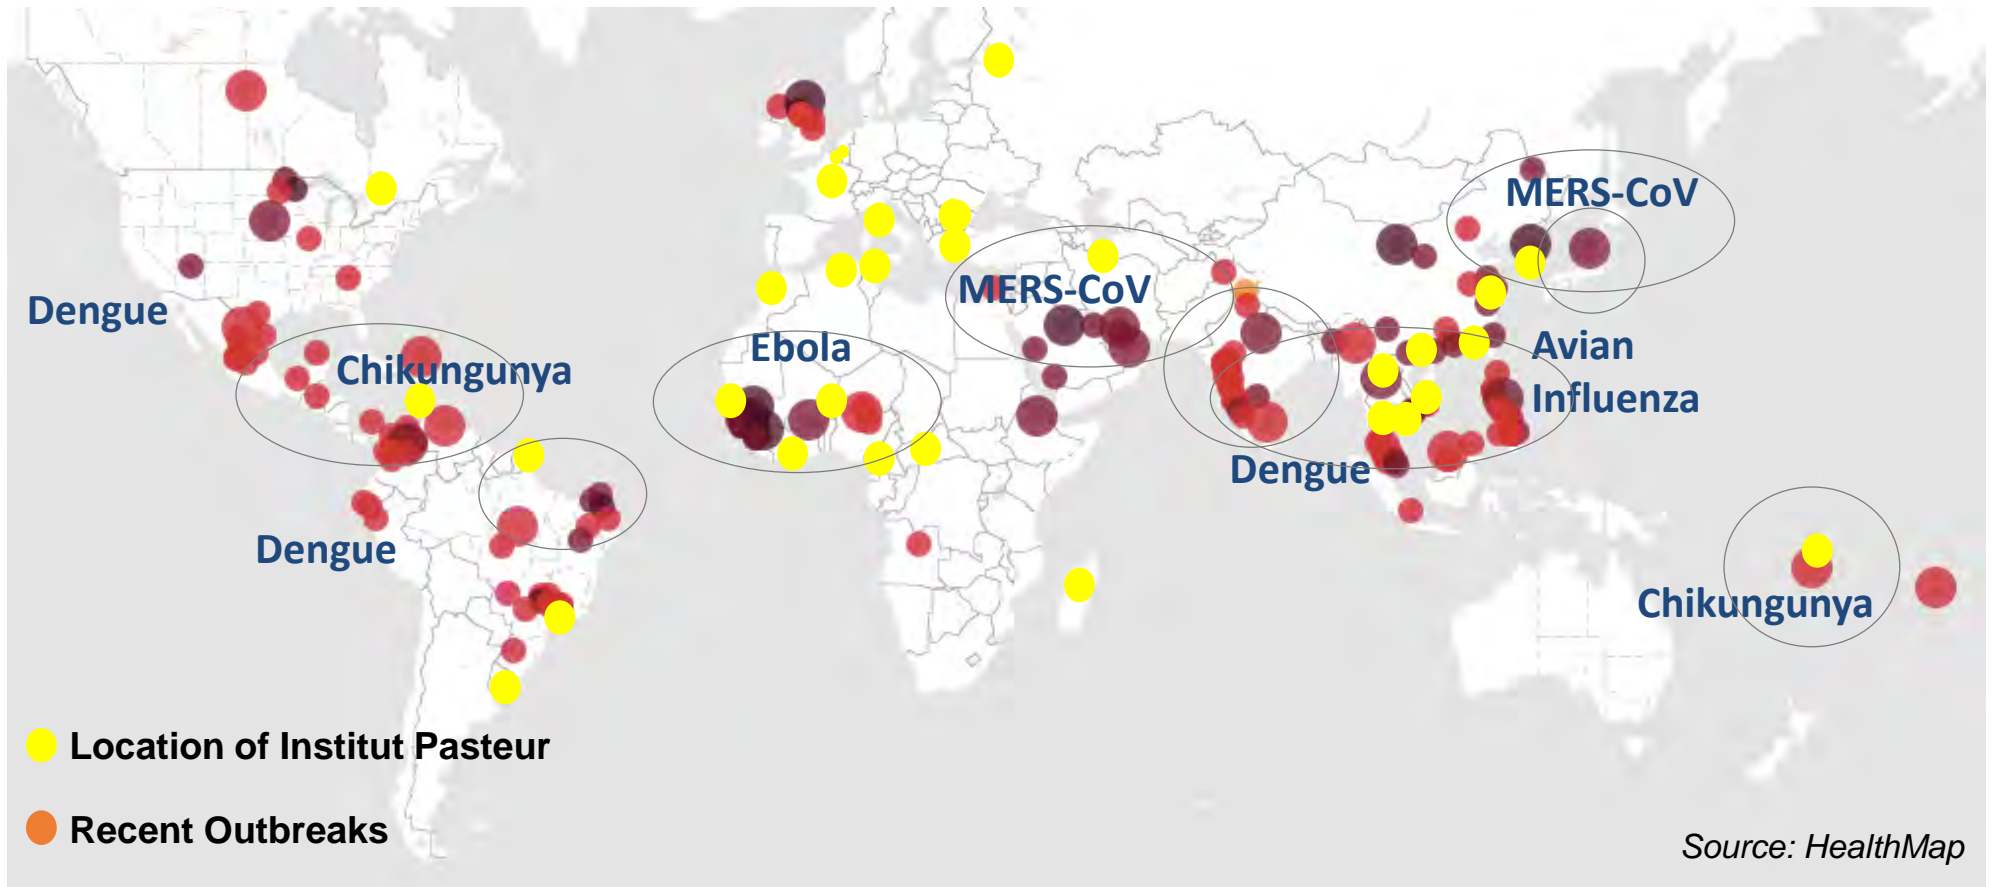 MERS-CoV
MERS-CoV
Dengue
Ebola
Chikungunya
Avian
Influenza
Dengue
Dengue
Chikungunya
Location of Institut Pasteur
Recent Outbreaks
Source: HealthMap